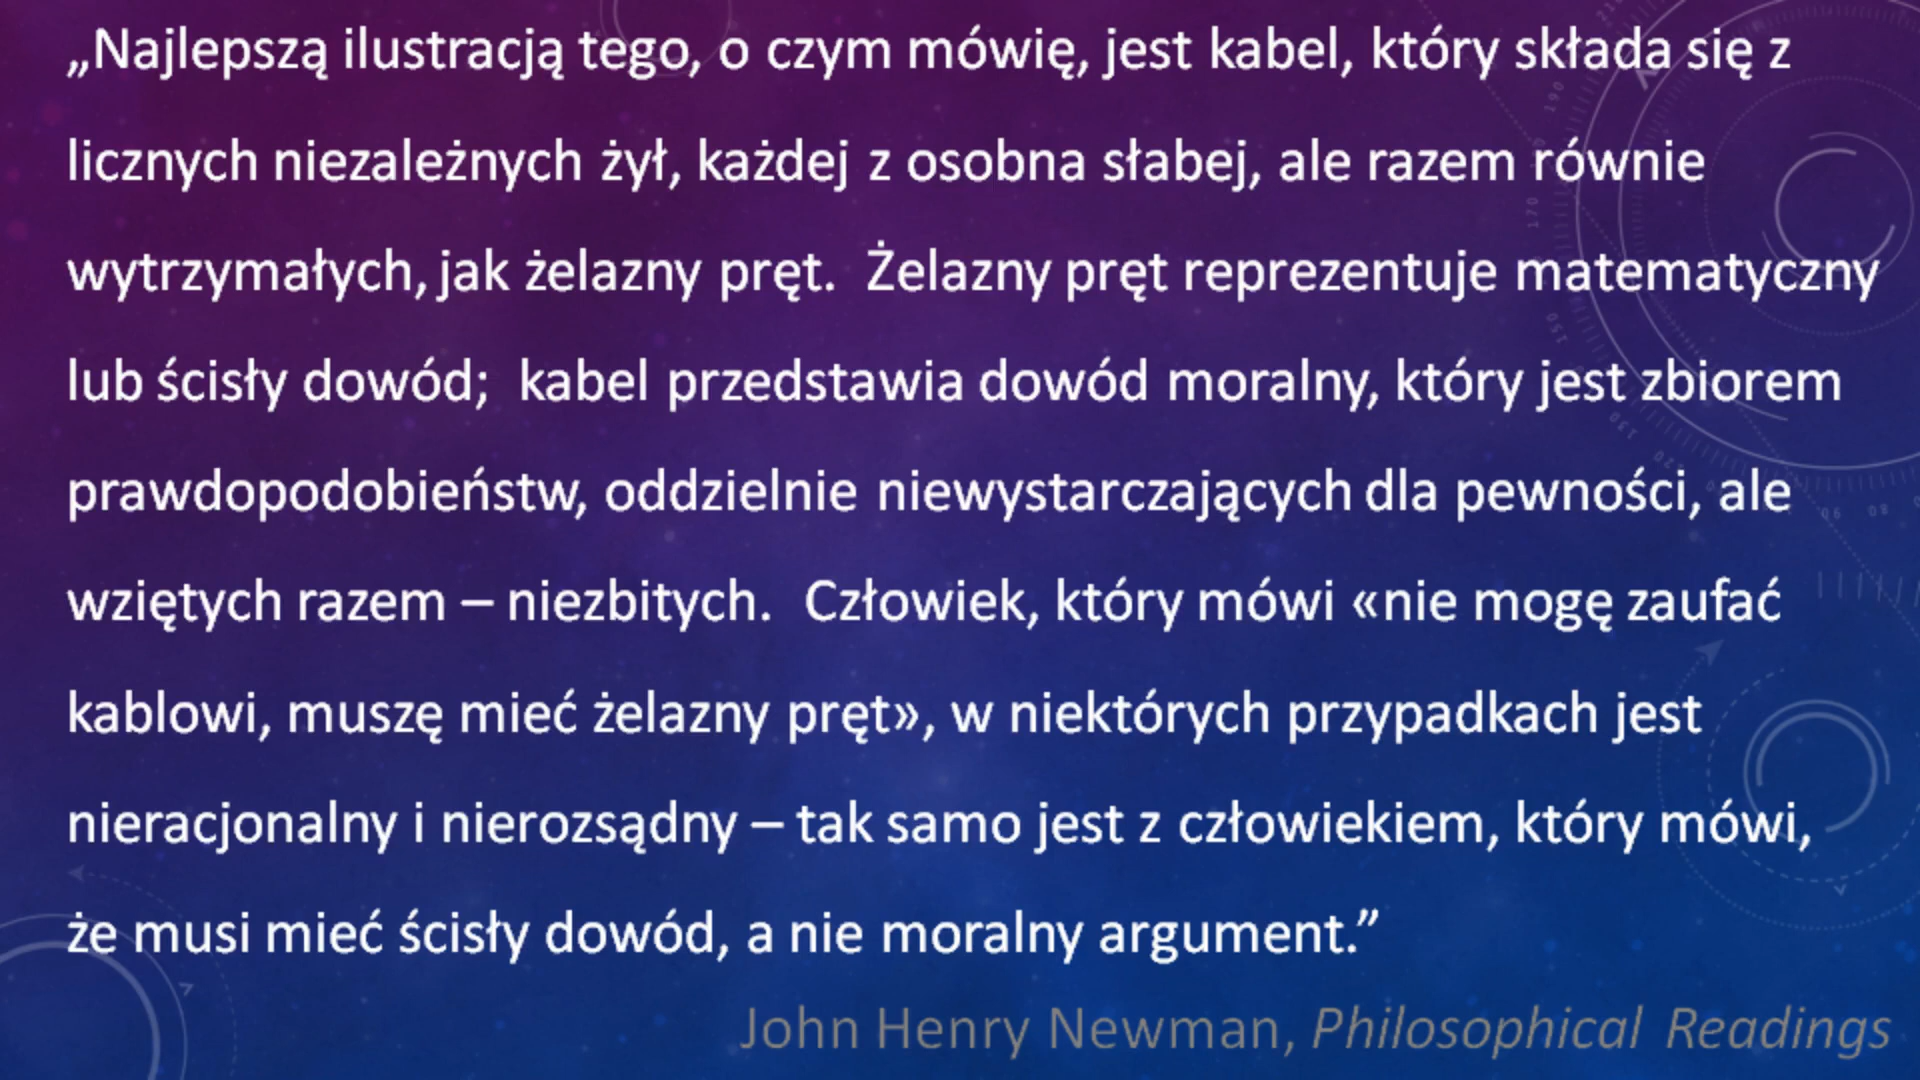 „Najlepszą ilustracją tego, o czym mówię, jest kabel, który składa się z
licznych niezależnych żył, każdej z osobna słabej, ale razem równie
wytrzymałych, jak żelazny pręt. Żelazny pręt reprezentuje matematyczny
lub ścisły dowód; kabel przedstawia dowód moralny, który jest zbiorem
prawdopodobieństw, oddzielnie niewystarczających dla pewności, ale
wziętych razem – niezbitych. Człowiek, który mówi «nie mogę zaufać
kablowi, muszę mieć żelazny pręt», w niektórych przypadkach jest
nieracjonalny i nierozsądny – tak samo jest z człowiekiem, który mówi,
że musi mieć ścisły dowód, a nie moralny argument.”
John Henry Newman, Philosophical Readings